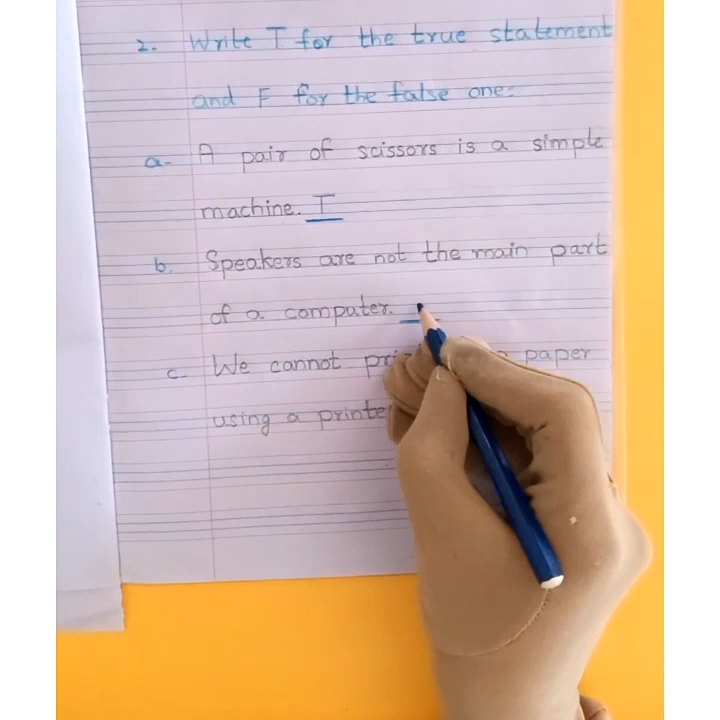 2. Write T for the true statement
and F for the false one:
a- A pair of scissors is a simple
machine. T
b. Speakers are not the main part
of a computer.
c- We cannot paper
using a